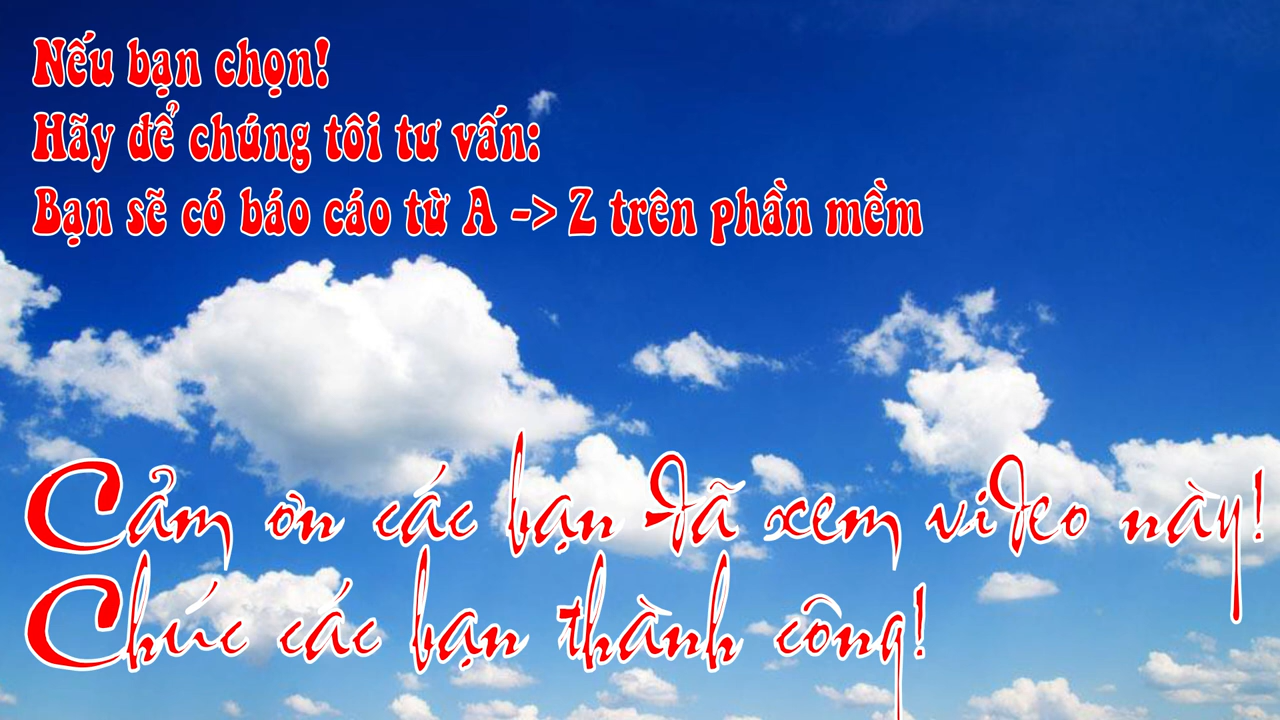 Nếu bạn chọn!
Hãy để chúng tôi tư vấn:
Bạn sẽ có báo cáo từ A -> Z trên phần mềm
Cảm ơn các bạn đã xem video này!
Chúc các bạn thành công!